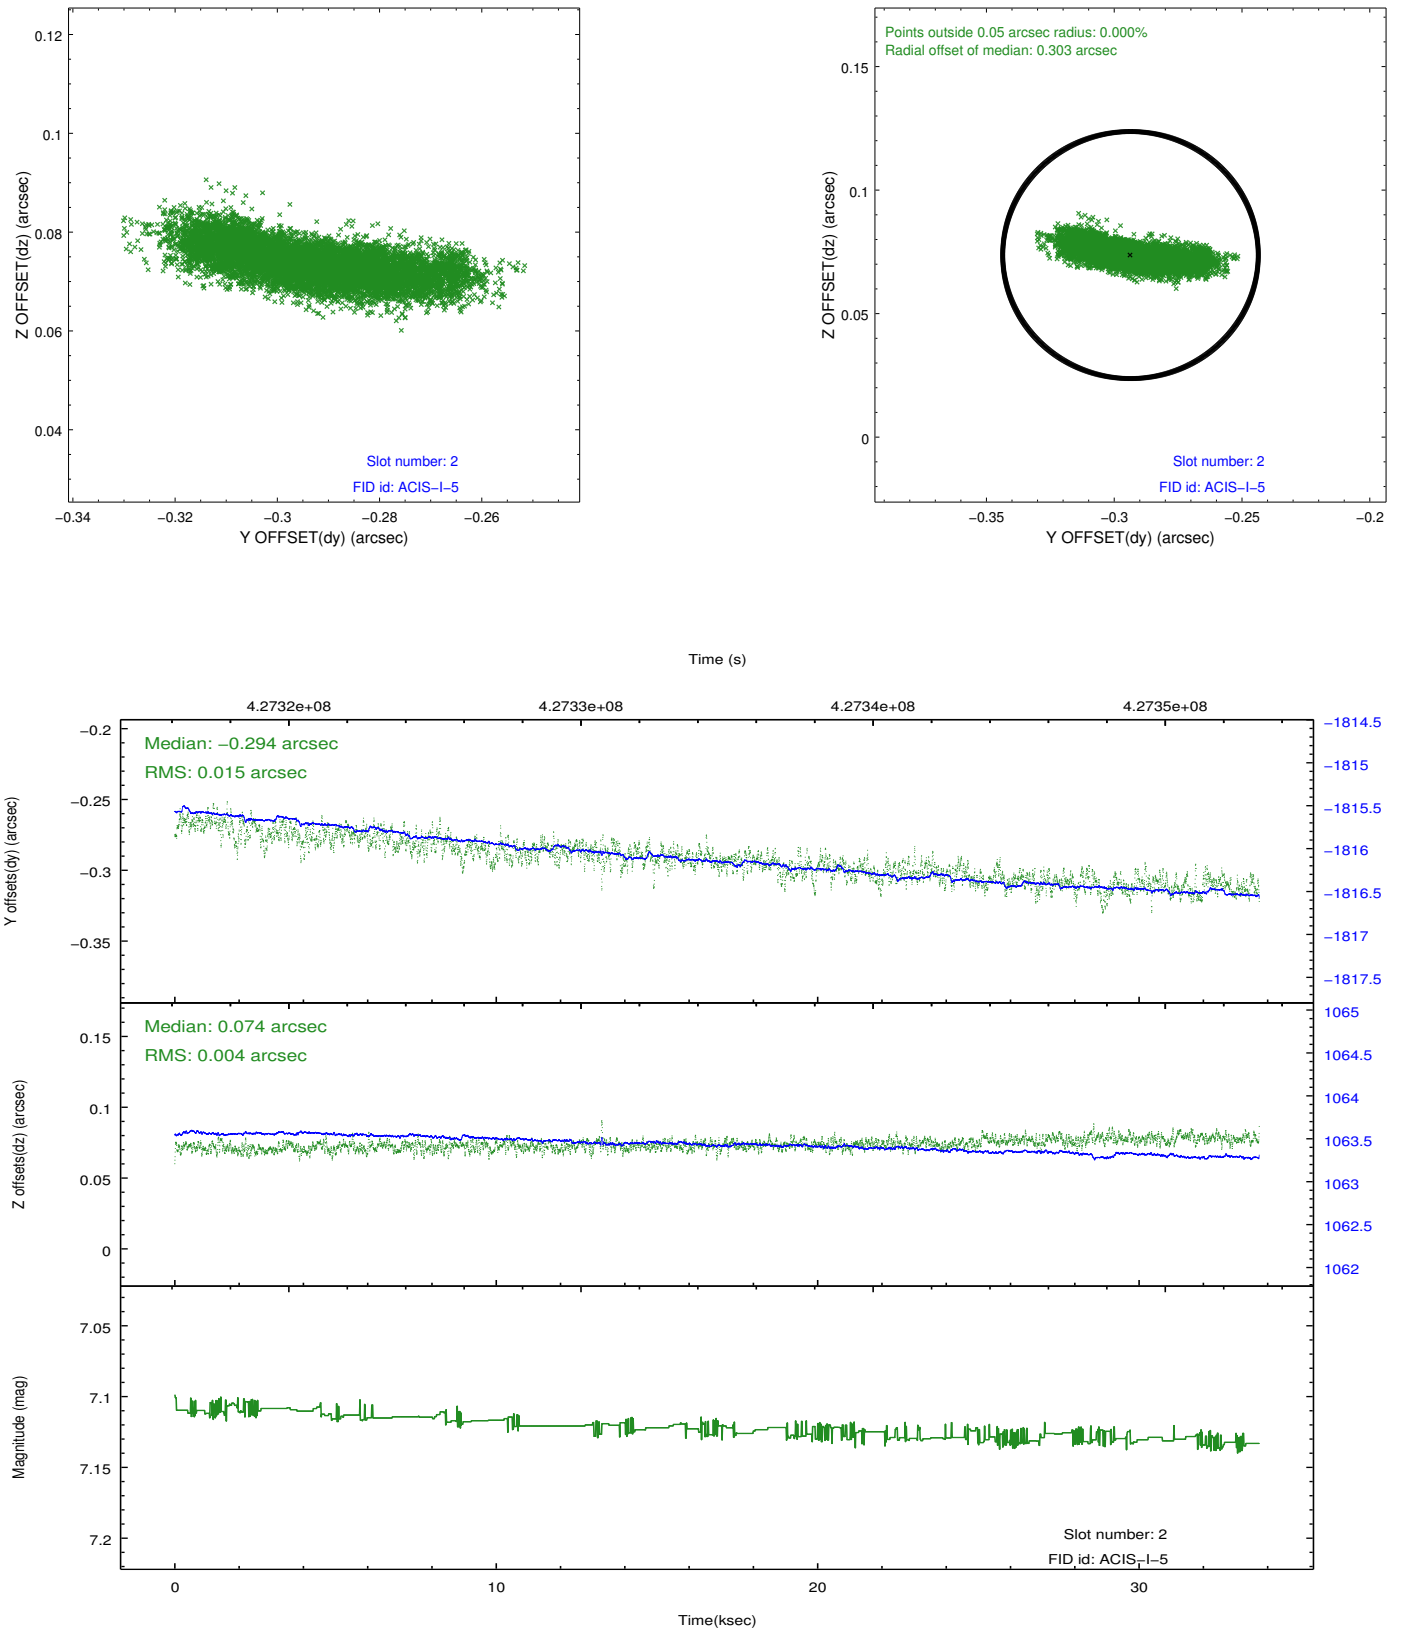 0.12
0.1
0.08
0.06
0.04
Z OFFSET(dz) (arcsec)
Slot number: 2
FID id: ACIS−I−5
−0.34 −0.32 −0.3 −0.28 −0.26
Y OFFSET(dy) (arcsec)
Points outside 0.05 arcsec radius: 0.000%
Radial offset of median: 0.303 arcsec
0.15
0.1
0.05
0
Z OFFSET(dz) (arcsec)
Slot number: 2
FID id: ACIS−I−5
−0.35 −0.3 −0.25 −0.2
Y OFFSET(dy) (arcsec)
Time (s)
4.2732e+08 4.2733e+08 4.2734e+08 4.2735e+08
Median: −0.294 arcsec
RMS: 0.015 arcsec
−0.2
−0.25
−0.3
−0.35
Y offsets(dy) (arcsec)
−1814.5
−1815
−1815.5
−1816
−1816.5
−1817
−1817.5
Median: 0.074 arcsec
RMS: 0.004 arcsec
0.15
0.1
0.05
0
Z offsets(dz) (arcsec)
1065
1064.5
1064
1063.5
1063
1062.5
1062
7.05
7.1
7.15
7.2
Magnitude (mag)
Slot number: 2
FID id: ACIS−I−5
0 10 20 30
Time(ksec)